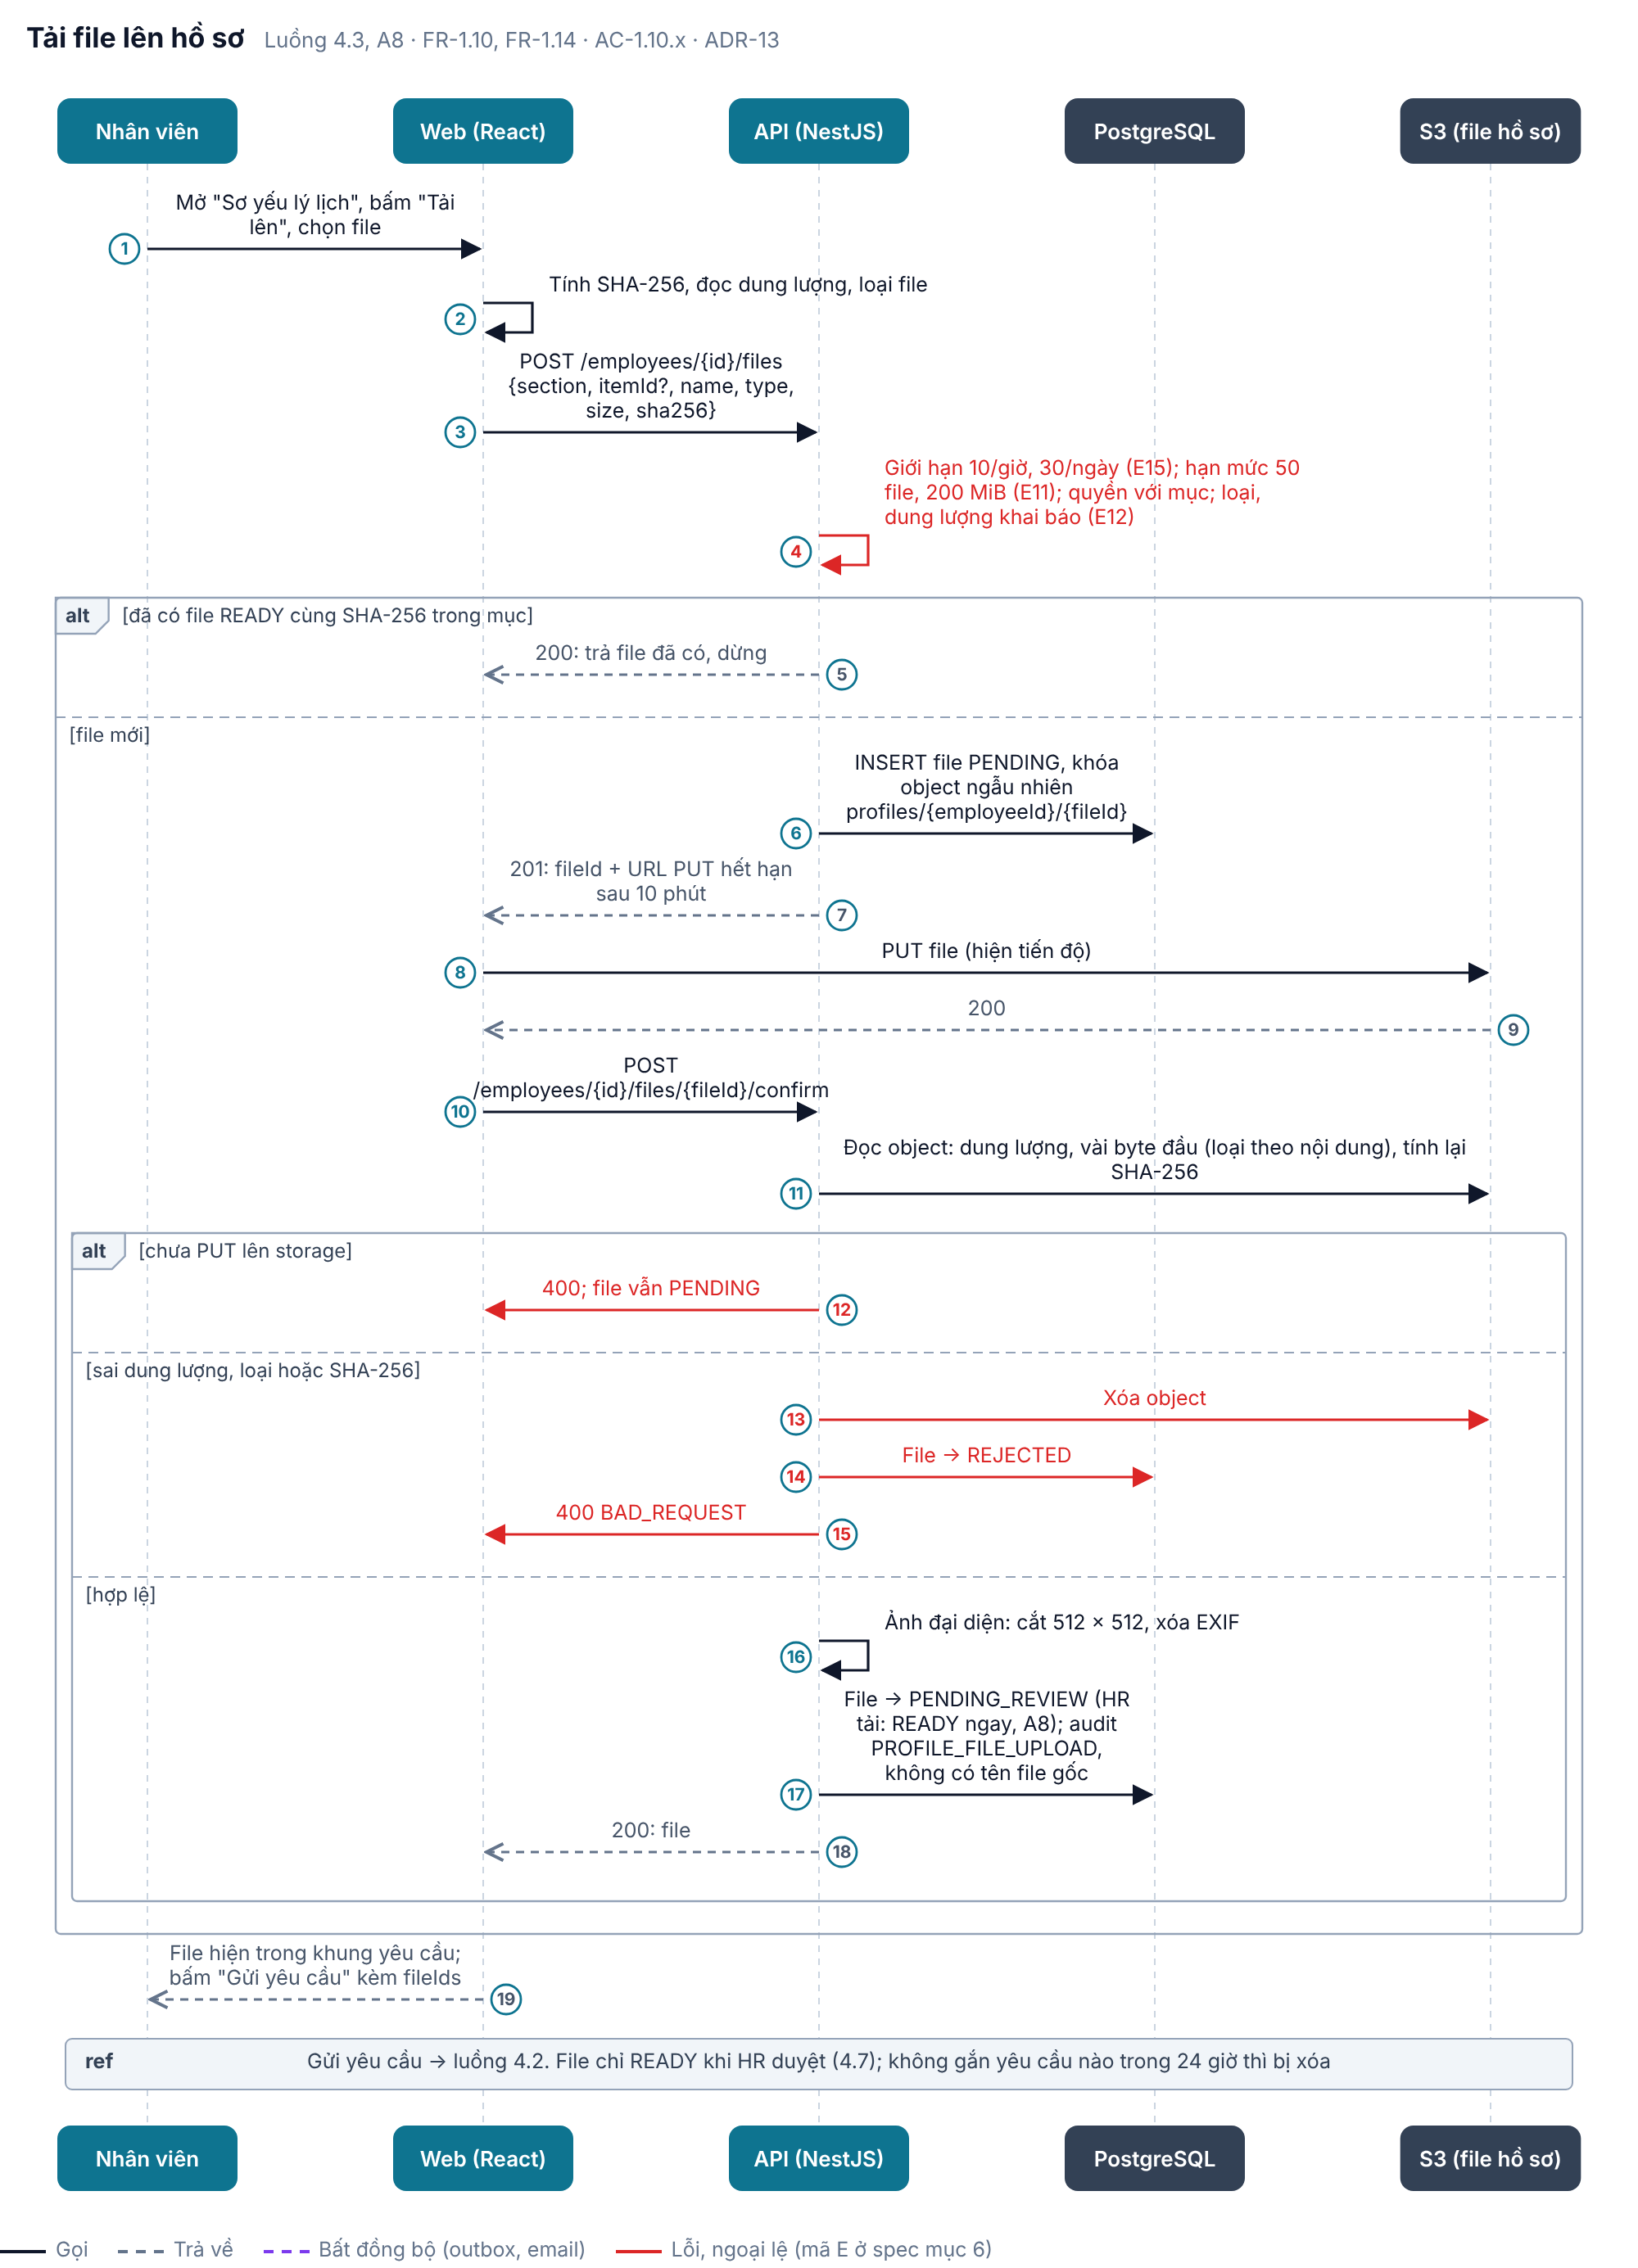 Tải file lên hồ sơ Luồng 4.3, A8 · FR-1.10, FR-1.14 · AC-1.10.x · ADR-13
Nhân viên
Web (React)
API (NestJS)
PostgreSQL
S3 (file hồ sơ)
Mở "Sơ yếu lý lịch", bấm "Tải
lên", chọn file
1
Tính SHA-256, đọc dung lượng, loại file
2
POST /employees/{id}/files
{section, itemId?, name, type,
size, sha256}
3
Giới hạn 10/giờ, 30/ngày (E15); hạn mức 50
file, 200 MiB (E11); quyền với mục; loại,
dung lượng khai báo (E12)
4
alt [đã có file READY cùng SHA-256 trong mục]
200: trả file đã có, dừng
5
[file mới]
INSERT file PENDING, khóa
object ngẫu nhiên
profiles/{employeeId}/{fileId}
6
201: fileId + URL PUT hết hạn
sau 10 phút
7
PUT file (hiện tiến độ)
8
200
9
POST
/employees/{id}/files/{fileId}/confirm
10
Đọc object: dung lượng, vài byte đầu (loại theo nội dung), tính lại
SHA-256
11
alt [chưa PUT lên storage]
400; file vẫn PENDING
12
[sai dung lượng, loại hoặc SHA-256]
Xóa object
13
File → REJECTED
14
400 BAD_REQUEST
15
[hợp lệ]
Ảnh đại diện: cắt 512 × 512, xóa EXIF
16
File → PENDING_REVIEW (HR
tải: READY ngay, A8); audit
PROFILE_FILE_UPLOAD,
không có tên file gốc
17
200: file
18
File hiện trong khung yêu cầu;
bấm "Gửi yêu cầu" kèm fileIds
19
ref Gửi yêu cầu → luồng 4.2. File chỉ READY khi HR duyệt (4.7); không gắn yêu cầu nào trong 24 giờ thì bị xóa
Nhân viên
Web (React)
API (NestJS)
PostgreSQL
S3 (file hồ sơ)
Gọi
Trả về
Bất đồng bộ (outbox, email)
Lỗi, ngoại lệ (mã E ở spec mục 6)